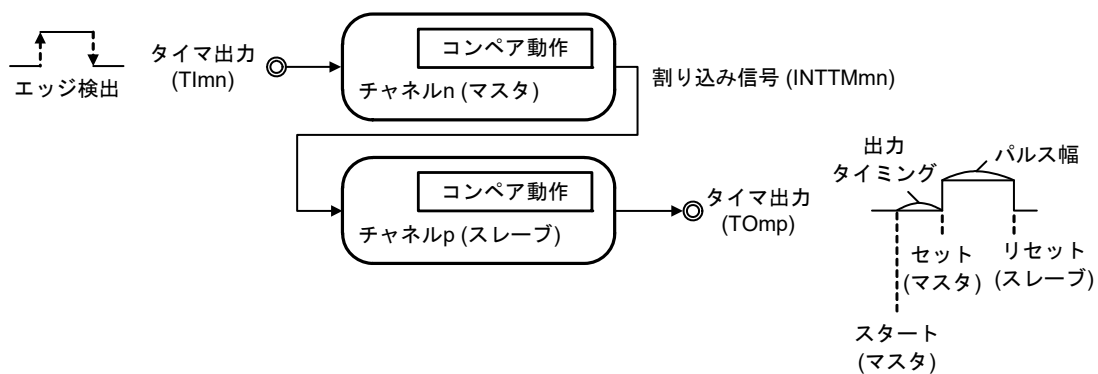 エッジ検出
タイマ出力
(TImn)
コンペア動作
チャネルn (マスタ)
割り込み信号 (INTTMmn)
コンペア動作
チャネルp (スレーブ)
タイマ出力
(TOmp)
出力
タイミング
パルス幅
セット
(マスタ)
リセット
(スレーブ)
スタート
(マスタ)